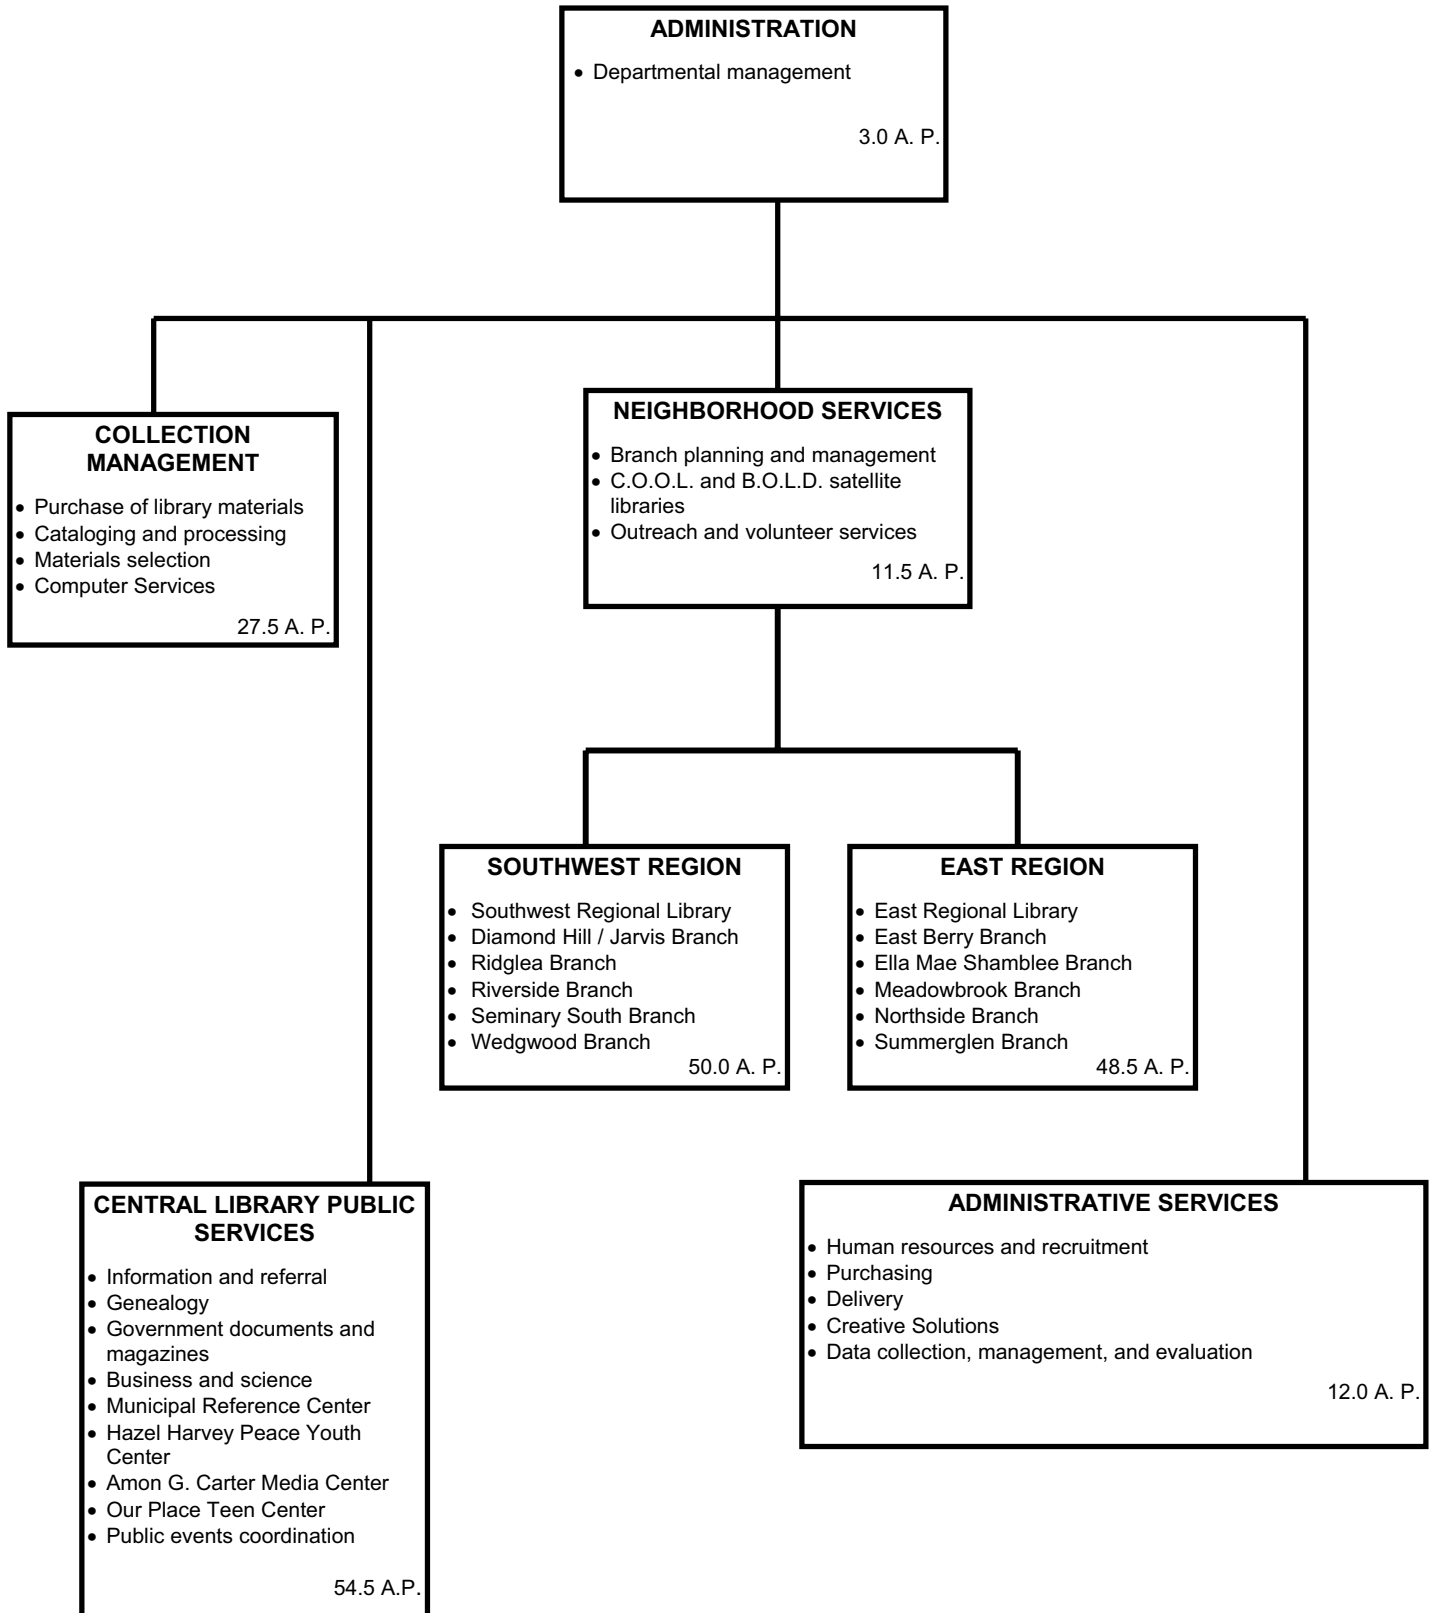 ADMINISTRATION
• Departmental management
3.0 A. P.
COLLECTION
MANAGEMENT
• Purchase of library materials
• Cataloging and processing
• Materials selection
• Computer Services
27.5 A. P.
NEIGHBORHOOD SERVICES
• Branch planning and management
• C.O.O.L. and B.O.L.D. satellite
libraries
• Outreach and volunteer services
11.5 A. P.
SOUTHWEST REGION
• Southwest Regional Library
• Diamond Hill / Jarvis Branch
• Ridglea Branch
• Riverside Branch
• Seminary South Branch
• Wedgwood Branch
50.0 A. P.
EAST REGION
• East Regional Library
• East Berry Branch
• Ella Mae Shamblee Branch
• Meadowbrook Branch
• Northside Branch
• Summerglen Branch
48.5 A. P.
CENTRAL LIBRARY PUBLIC
SERVICES
• Information and referral
• Genealogy
• Government documents and
magazines
• Business and science
• Municipal Reference Center
• Hazel Harvey Peace Youth
Center
• Amon G. Carter Media Center
• Our Place Teen Center
• Public events coordination
54.5 A.P.
ADMINISTRATIVE SERVICES
• Human resources and recruitment
• Purchasing
• Delivery
• Creative Solutions
• Data collection, management, and evaluation
12.0 A. P.